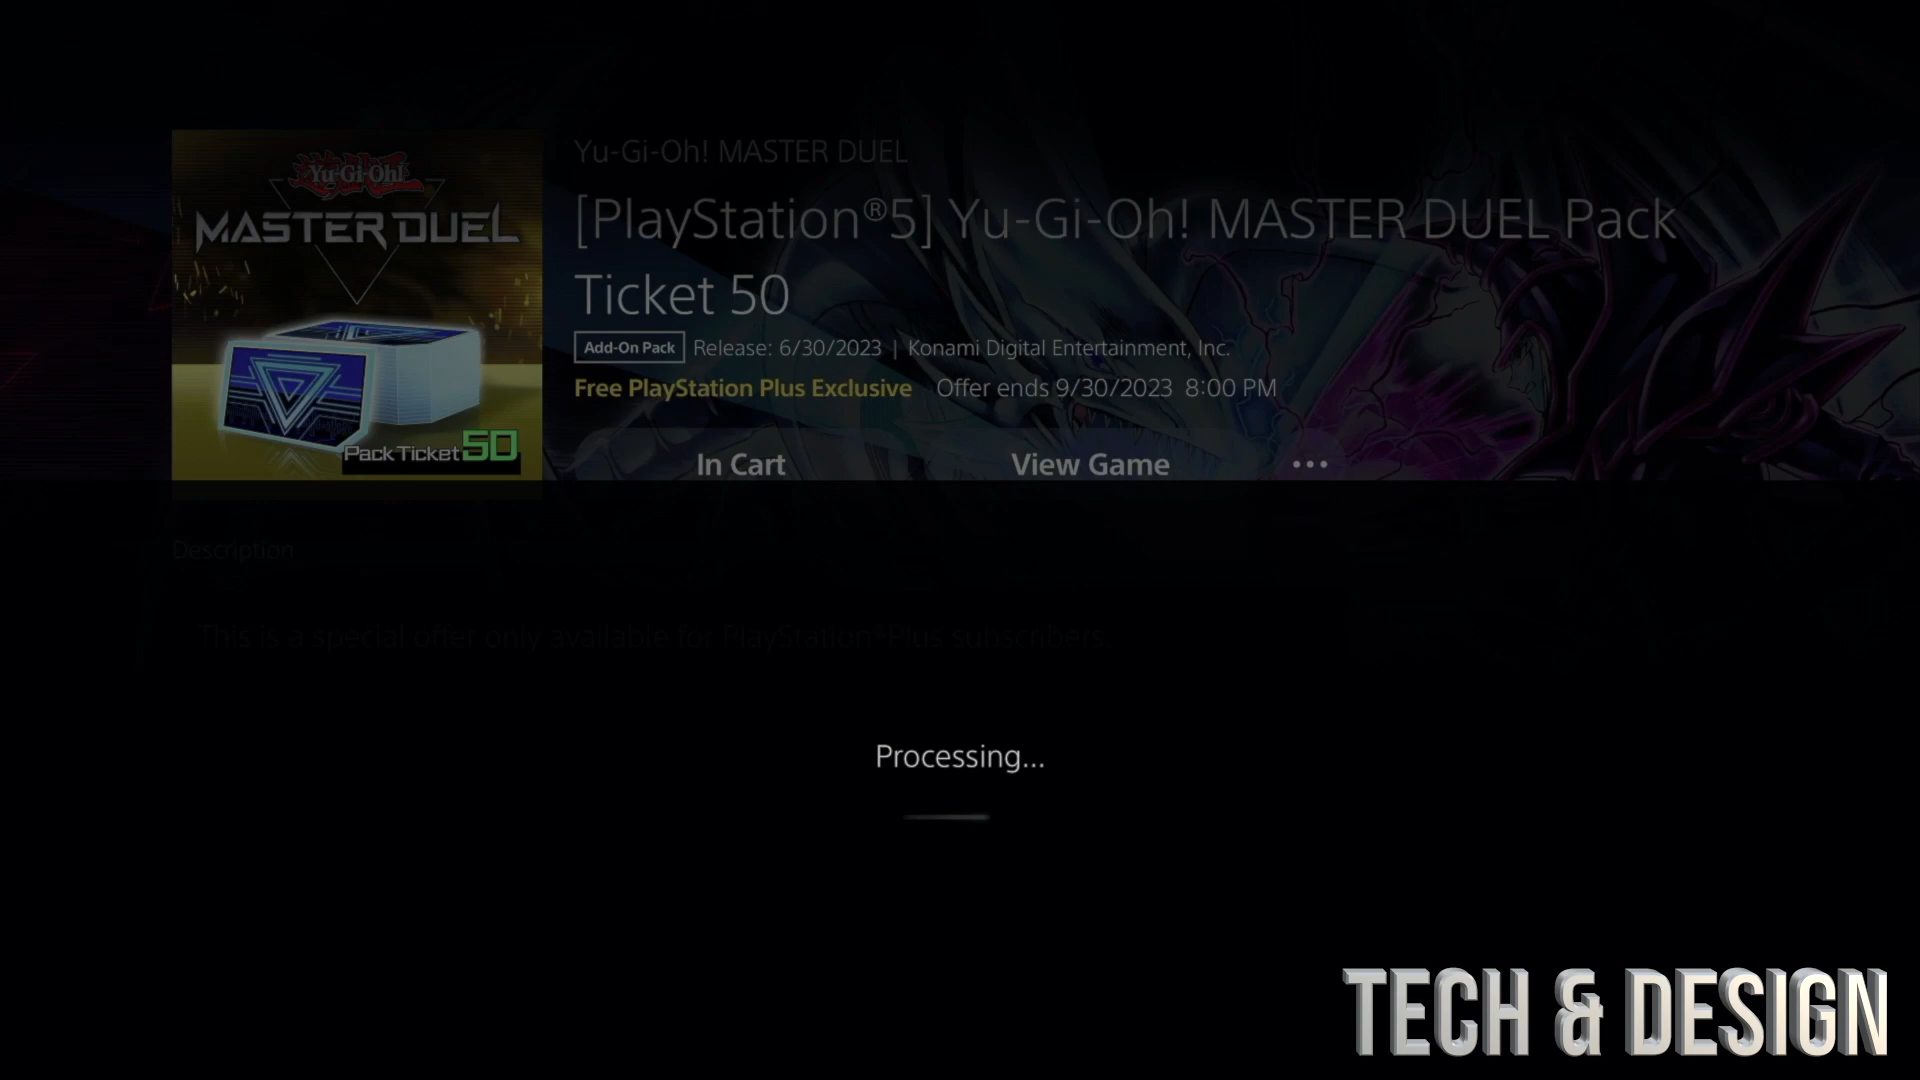 Yu-Gi-Oh!
MASTER DUEL
Pack Ticket 50
Yu-Gi-Oh! MASTER DUEL
[PlayStation®5] Yu-Gi-Oh! MASTER DUEL Pack
Ticket 50
Add-On Pack Release: 6/30/2023 | Konami Digital Entertainment, Inc.
Free PlayStation Plus Exclusive Offer ends 9/30/2023 8:00 PM
In Cart View Game ...
Description
This is a special offer only available for PlayStation®Plus subscribers.
Processing...
TECH & DESIGN